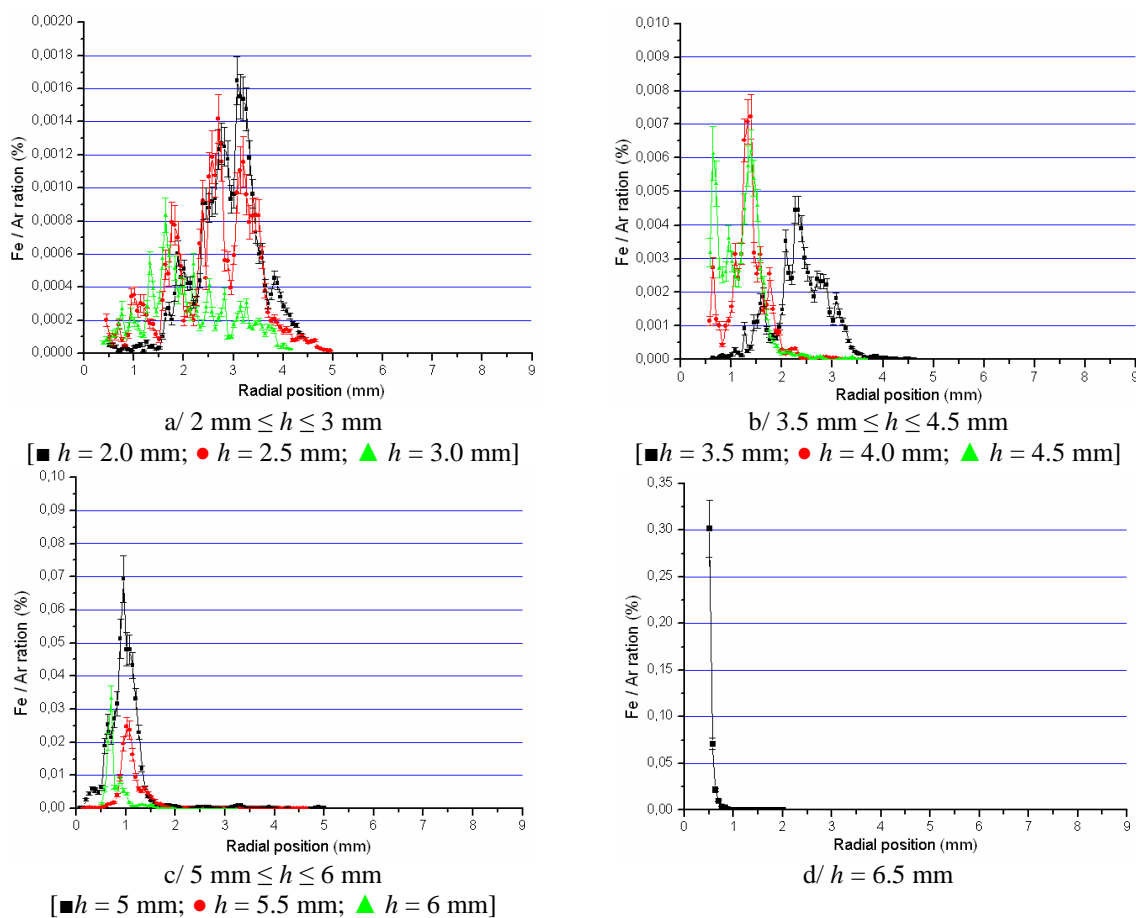 0,0020
0,0018
0,0016
0,0014
0,0012
0,0010
0,0008
0,0006
0,0004
0,0002
0,0000
Fe / Ar ration (%)
0 1 2 3 4 5 6 7 8 9
Radial position (mm)
a/ 2 mm ≤ h ≤ 3 mm
[■ h = 2.0 mm; ● h = 2.5 mm; ▲ h = 3.0 mm]
0,010
0,009
0,008
0,007
0,006
0,005
0,004
0,003
0,002
0,001
0,000
Fe / Ar ration (%)
0 1 2 3 4 5 6 7 8 9
Radial position (mm)
b/ 3.5 mm ≤ h ≤ 4.5 mm
[■h = 3.5 mm; ● h = 4.0 mm; ▲ h = 4.5 mm]
0,10
0,09
0,08
0,07
0,06
0,05
0,04
0,03
0,02
0,01
0,00
Fe / Ar ration (%)
0 1 2 3 4 5 6 7 8 9
Radial position (mm)
c/ 5 mm ≤ h ≤ 6 mm
[■h = 5 mm; ● h = 5.5 mm; ▲ h = 6 mm]
0,35
0,30
0,25
0,20
0,15
0,10
0,05
0,00
Fe / Ar ration (%)
0 1 2 3 4 5 6 7 8 9
Radial position (mm)
d/ h = 6.5 mm